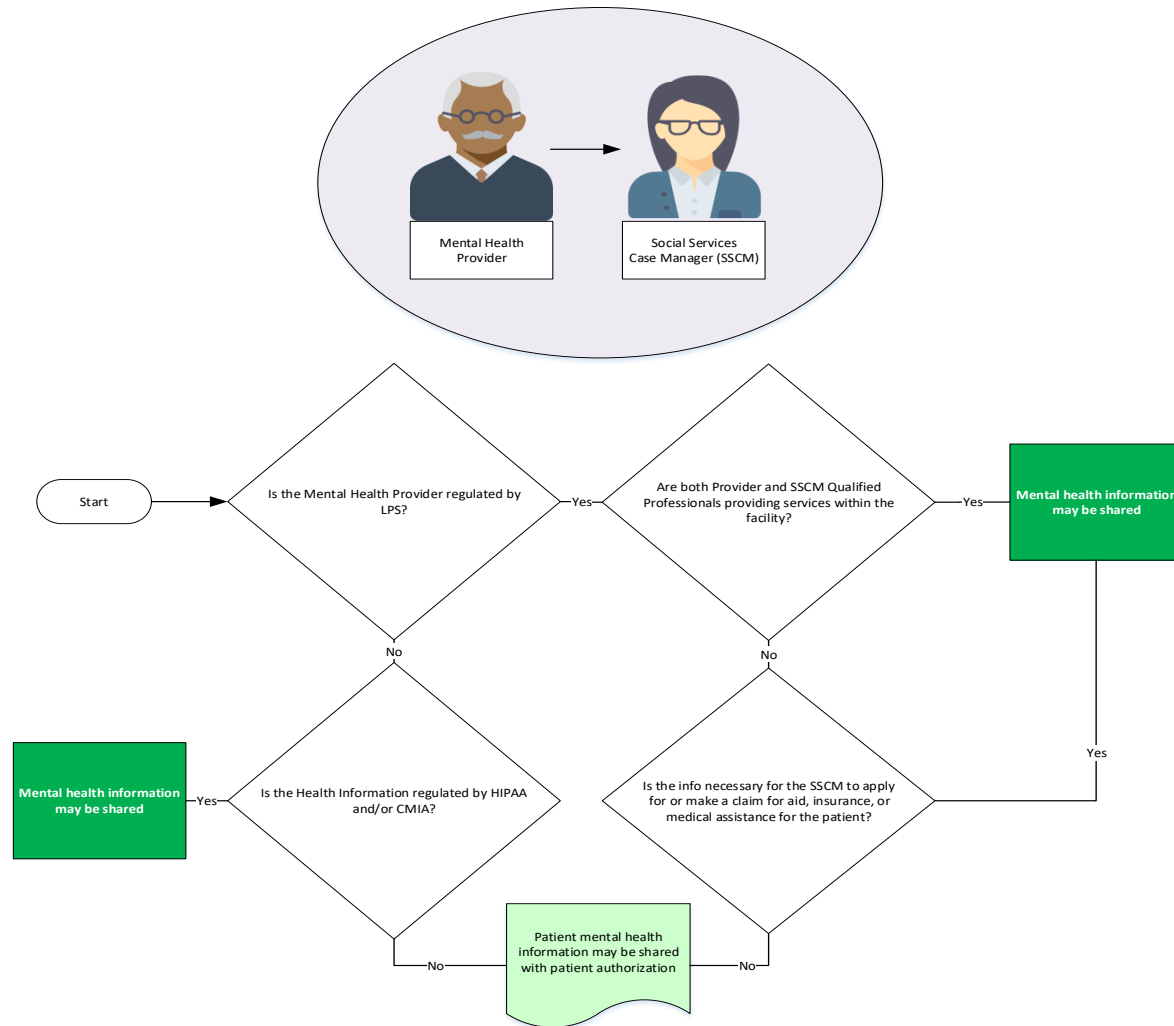 Mental Health
Provider
Social Services
Case Manager (SSCM)
Start
Is the Mental Health Provider regulated by
LPS?
Yes
Are both Provider and SSCM Qualified
Professionals providing services within the
facility?
Yes
Mental health information
may be shared
No
No
Mental health information
may be shared
Yes
Is the Health Information regulated by HIPAA
and/or CMIA?
Is the info necessary for the SSCM to apply
for or make a claim for aid, insurance, or
medical assistance for the patient?
Yes
No
Patient mental health
information may be shared
with patient authorization
No